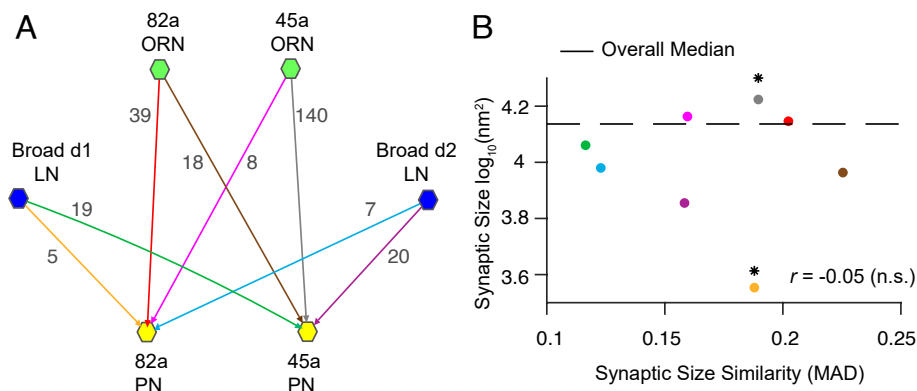 A
82a
ORN
45a
ORN
39
140
18
8
Broad d1
LN
Broad d2
LN
19
7
5
20
82a
PN
45a
PN
B
Overall Median
*
4.2
4
3.8
3.6
*
r = -0.05 (n.s.)
0.1
0.15
0.2
0.25
Synaptic Size log10(nm²)
Synaptic Size Similarity (MAD)